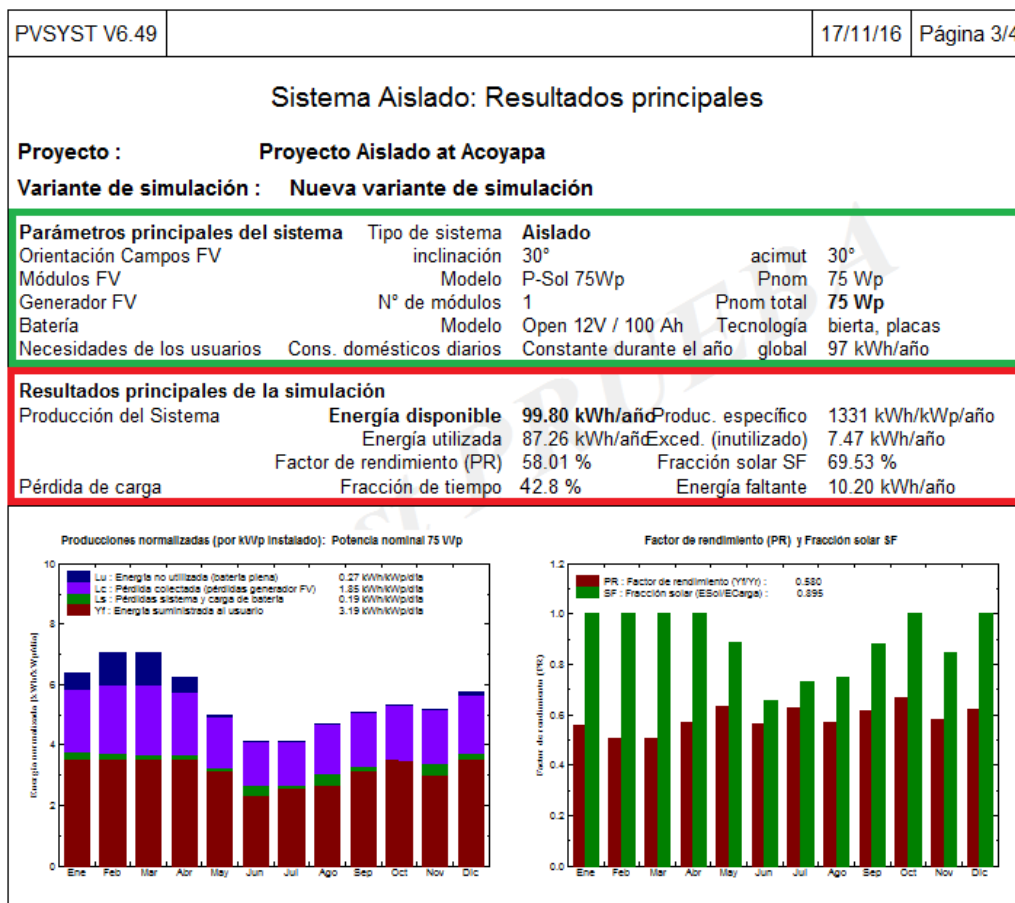 PVSYST V6.49 17/11/16 Página 3/4
Sistema Aislado: Resultados principales
Proyecto : Proyecto Aislado at Acoyapa
Variante de simulación : Nueva variante de simulación
Parámetros principales del sistema Tipo de sistema Aislado
Orientación Campos FV inclinación 30° acimut 30°
Módulos FV Modelo P-Sol 75Wp Pnom 75 Wp
Generador FV N° de módulos 1 Pnom total 75 Wp
Batería Modelo Open 12V / 100 Ah Tecnología bierta, placas
Necesidades de los usuarios Cons. domésticos diarios Constante durante el año global 97 kWh/año
Resultados principales de la simulación
Producción del Sistema Energía disponible 99.80 kWh/año Produc. específico 1331 kWh/kWp/año
Energía utilizada 87.26 kWh/año Exced. (inutilizado) 7.47 kWh/año
Factor de rendimiento (PR) 58.01 % Fracción solar SF 69.53 %
Pérdida de carga Fracción de tiempo 42.8 % Energía faltante 10.20 kWh/año
PRUEBA
Producciones normalizadas (por kWp instalado): Potencia nominal 75 Wp
Lu : Energía no utilizada (batería plena) 0.27 kWh/kWp/día
Lc : Pérdida colectada (pérdidas generador FV) 1.85 kWh/kWp/día
Ls : Pérdidas sistema y carga de batería 0.19 kWh/kWp/día
Yf : Energía suministrada al usuario 3.19 kWh/kWp/día
Energía normalizada [kWh/kWp/día]
10
8
6
4
2
0
Ene Feb Mar Abr May Jun Jul Ago Sep Oct Nov Dic
Factor de rendimiento (PR) y Fracción solar SF
PR : Factor de rendimiento (Yf/Yr) : 0.580
SF : Fracción solar (ESol/ECarga) : 0.895
Factor de rendimiento (PR)
1.2
1.0
0.8
0.6
0.4
0.2
0.0
Ene Feb Mar Abr May Jun Jul Ago Sep Oct Nov Dic